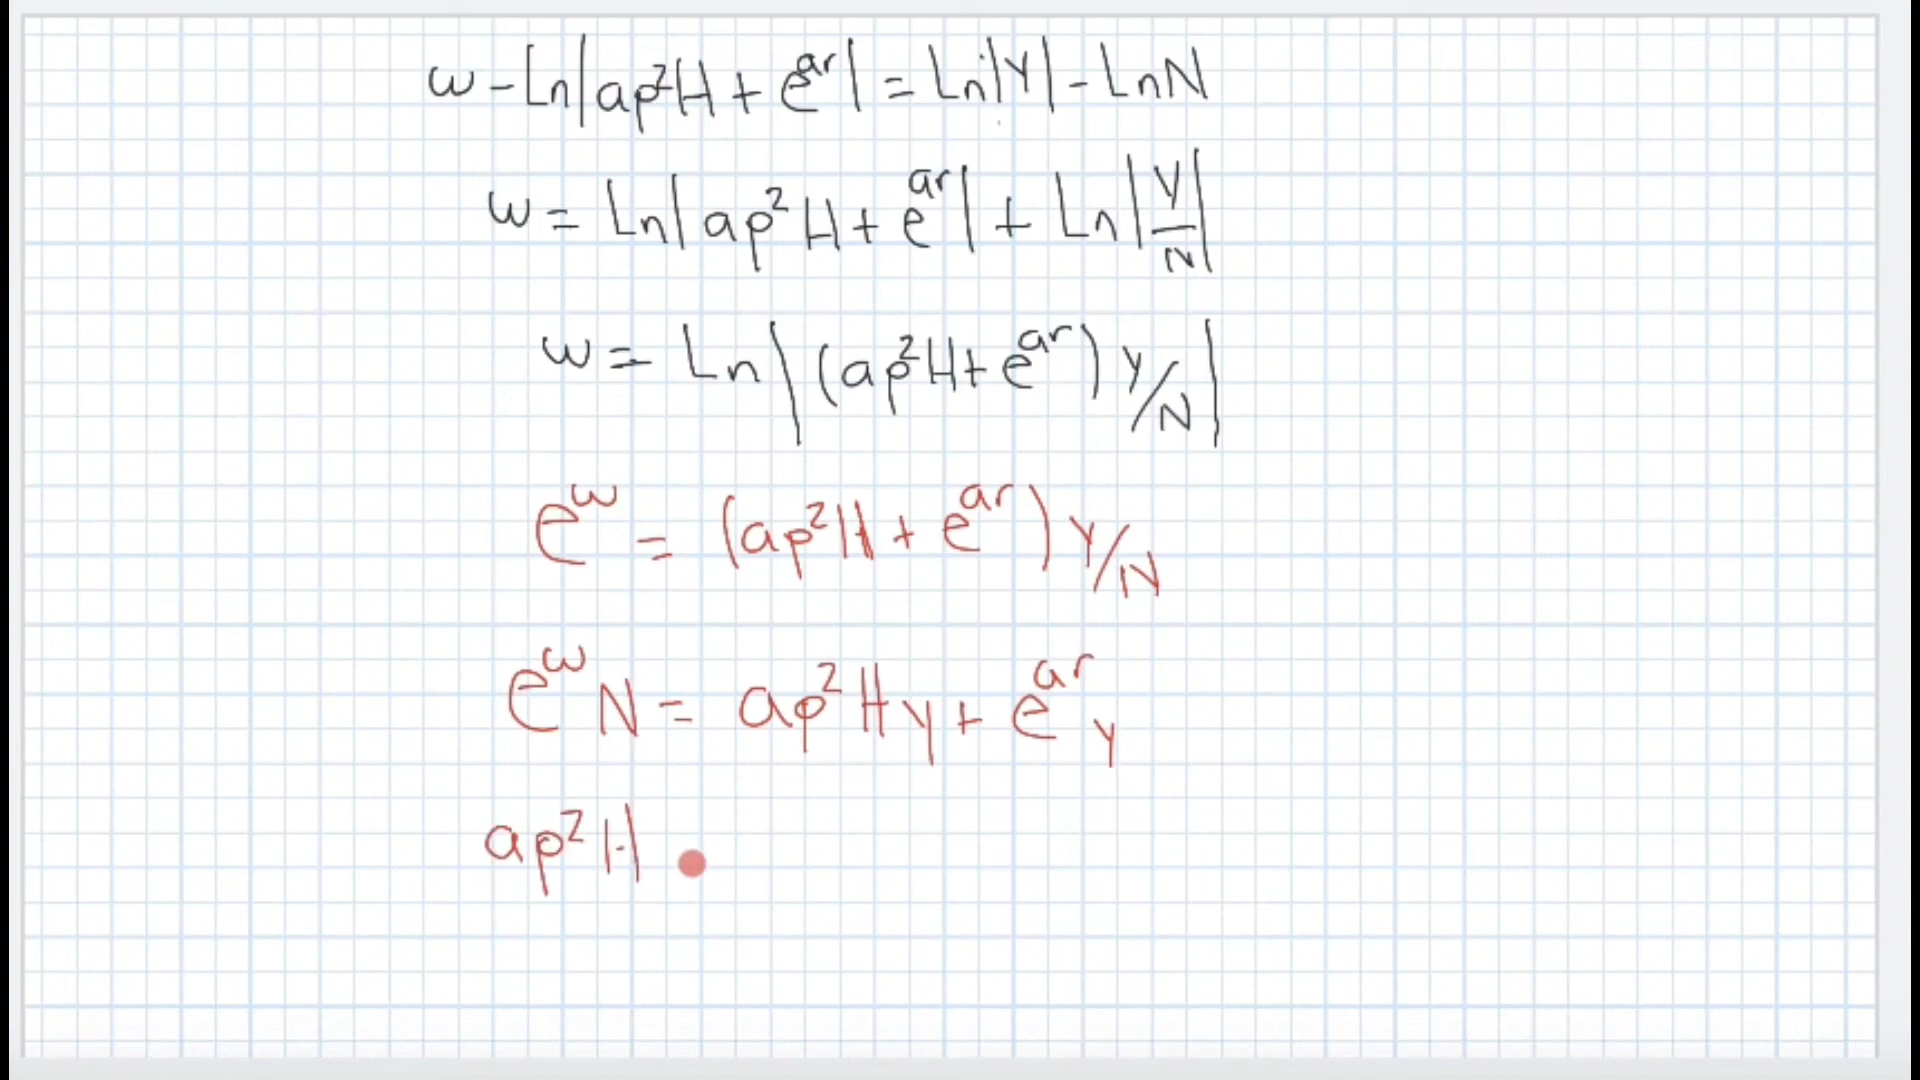 w - Ln|ap²H + e^ar| = Ln|Y| - LnN
w = Ln|ap²H + e^ar| + Ln|Y/N|
w = Ln|(ap²H + e^ar) Y/N|
e^w = (ap²H + e^ar) Y/N
e^w N = ap²Hy + e^ar y
ap²H